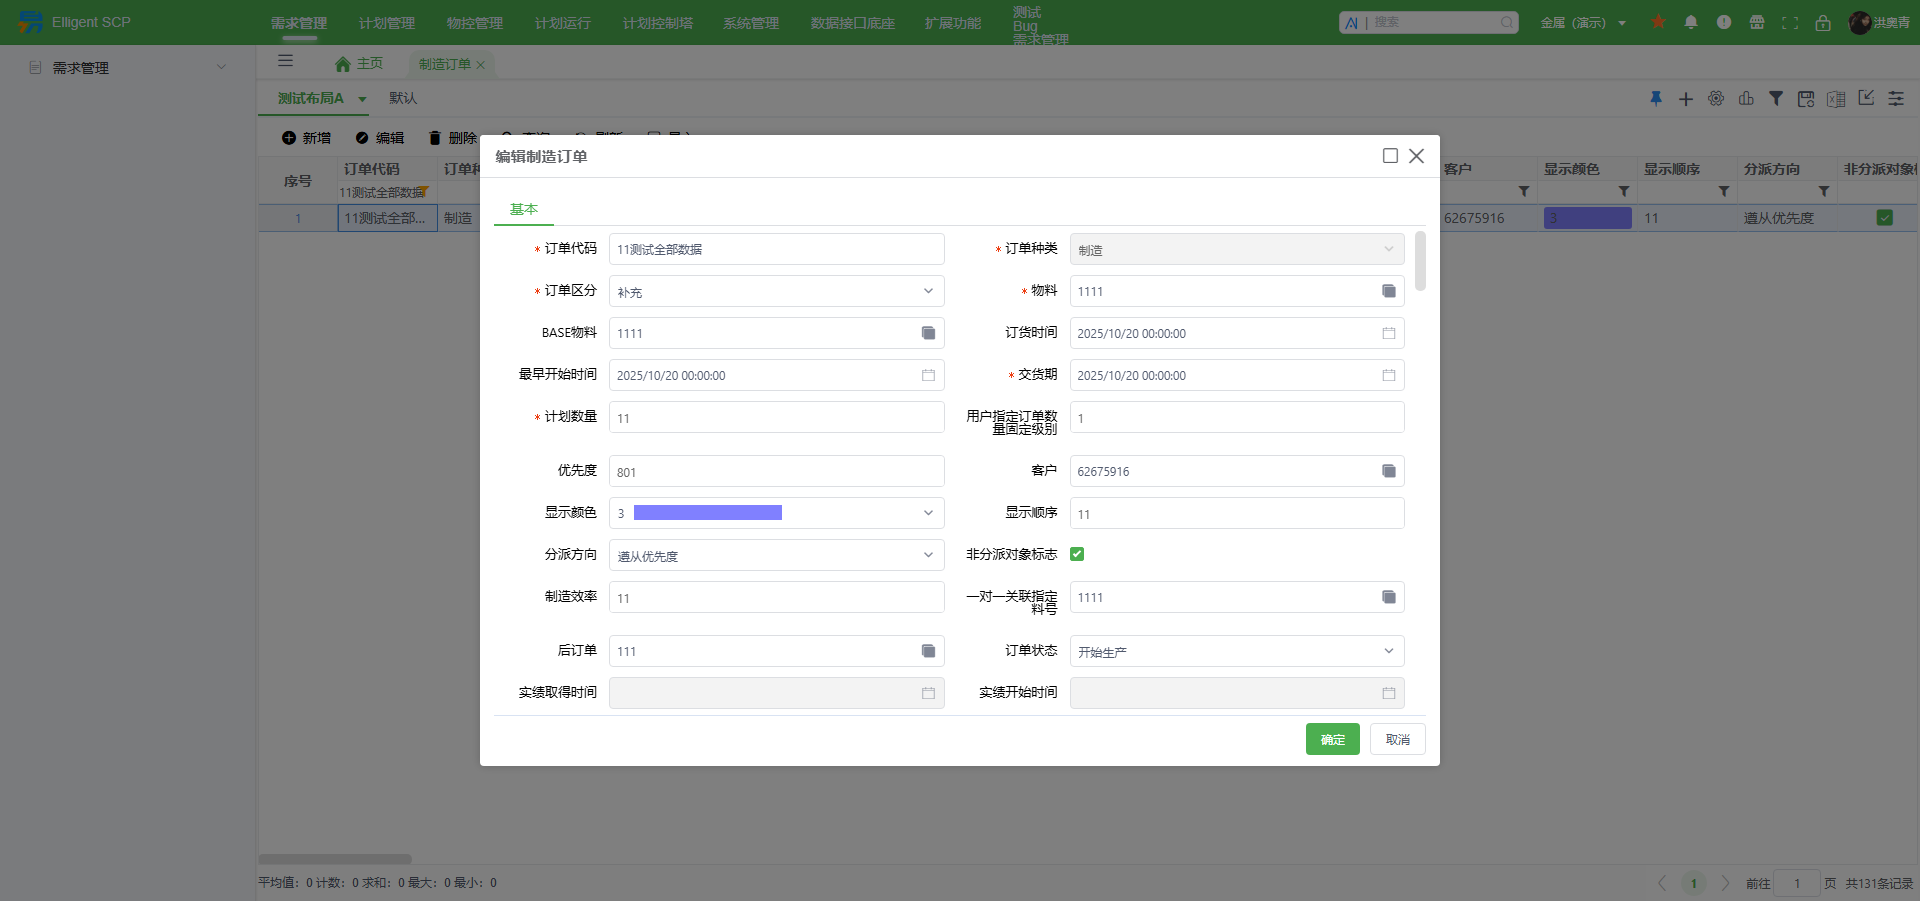 Elligent SCP
需求管理
计划管理
物控管理
计划运行
计划控制塔
系统管理
数据接口底座
扩展功能
测试
Bug
需求管理
AI | 搜索
金属（演示）
洪奥青
需求管理
主页
制造订单
测试布局A
默认
新增
编辑
删除
序号
订单代码
客户
显示颜色
显示顺序
分派方向
11测试全部数据
1
11测试全部...
制造
62675916
3
11
遵从优先度
编辑制造订单
基本
* 订单代码
11测试全部数据
* 订单种类
制造
* 订单区分
补充
* 物料
1111
BASE物料
1111
订货时间
2025/10/20 00:00:00
最早开始时间
2025/10/20 00:00:00
* 交货期
2025/10/20 00:00:00
* 计划数量
11
用户指定订单数
量固定级别
1
优先度
801
客户
62675916
显示颜色
3
显示顺序
11
分派方向
遵从优先度
非分派对象标志
制造效率
11
一对一关联指定
料号
1111
后订单
111
订单状态
开始生产
实绩取得时间
实绩开始时间
确定
取消
平均值：0 计数：0 求和：0 最大：0 最小：0
1
前往
1
页
共131条记录